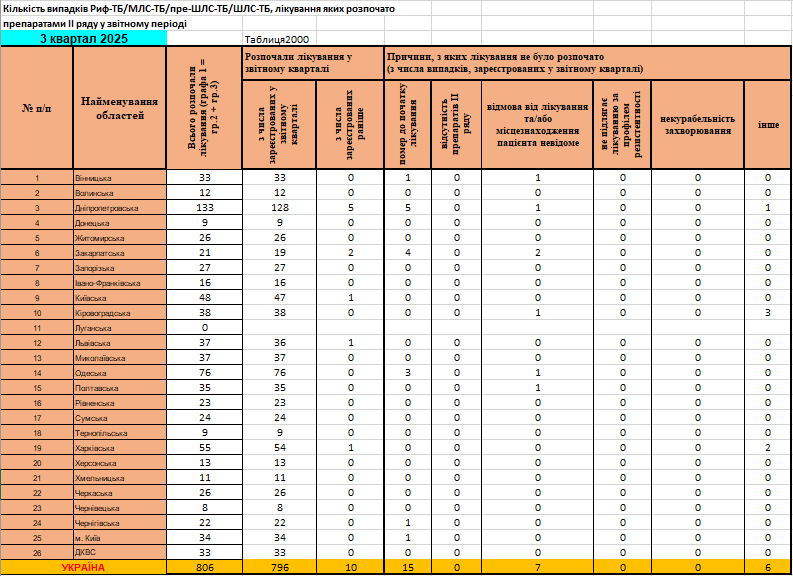 Кількість випадків Риф-ТБ/МЛС-ТБ/пре-ШЛС-ТБ/ШЛС-ТБ, лікування яких розпочато
препаратами ІІ ряду у звітному періоді
3 квартал 2025 Таблиця2000
№ п/п
Найменування
областей
Всього розпочали
лікування (графа 1 =
гр.2 + гр.3)
Розпочали лікування у
звітному кварталі
з числа
зареєстрованих у
звітному
кварталі
з числа
зареєстрованих
раніше
Причини, з яких лікування не було розпочато
(з числа випадків, зареєстрованих у звітному кварталі)
помер до початку
лікування
відсутність
препаратів ІІ
ряду
відмова від лікування
та/або
місцезнаходження
пацієнта невідоме
не підлягає
лікуванню за
профілем
резистентності
некурабельність
захворювання
інше
1 Вінницька 33 33 0 1 0 1 0 0 0
2 Волинська 12 12 0 0 0 0 0 0 0
3 Дніпропетровська 133 128 5 5 0 1 0 0 1
4 Донецька 9 9 0 0 0 0 0 0 0
5 Житомирська 26 26 0 0 0 0 0 0 0
6 Закарпатська 21 19 2 4 0 2 0 0 0
7 Запорізька 27 27 0 0 0 0 0 0 0
8 Івано-Франківська 16 16 0 0 0 0 0 0 0
9 Київська 48 47 1 0 0 0 0 0 0
10 Кіровоградська 38 38 0 0 0 1 0 0 3
11 Луганська 0
12 Львівська 37 36 1 0 0 0 0 0 0
13 Миколаївська 37 37 0 0 0 0 0 0 0
14 Одеська 76 76 0 3 0 1 0 0 0
15 Полтавська 35 35 0 0 0 1 0 0 0
16 Рівненська 23 23 0 0 0 0 0 0 0
17 Сумська 24 24 0 0 0 0 0 0 0
18 Тернопільська 9 9 0 0 0 0 0 0 0
19 Харківська 55 54 1 0 0 0 0 0 2
20 Херсонська 13 13 0 0 0 0 0 0 0
21 Хмельницька 11 11 0 0 0 0 0 0 0
22 Черкаська 26 26 0 0 0 0 0 0 0
23 Чернівецька 8 8 0 0 0 0 0 0 0
24 Чернігівська 22 22 0 1 0 0 0 0 0
25 м. Київ 34 34 0 1 0 0 0 0 0
26 ДКВС 33 33 0 0 0 0 0 0 0
УКРАЇНА 806 796 10 15 0 7 0 0 6